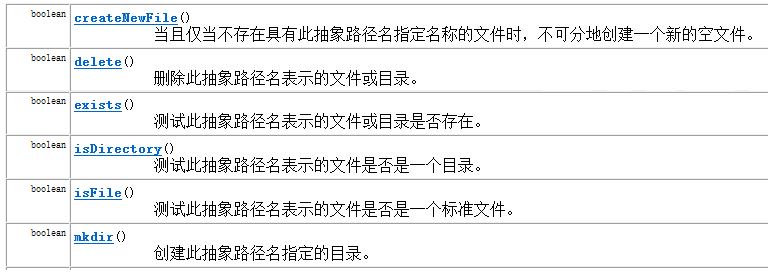 boolean createNewFile()
当且仅当不存在具有此抽象路径名指定名称的文件时，不可分地创建一个新的空文件。
boolean delete()
删除此抽象路径名表示的文件或目录。
boolean exists()
测试此抽象路径名表示的文件或目录是否存在。
boolean isDirectory()
测试此抽象路径名表示的文件是否是一个目录。
boolean isFile()
测试此抽象路径名表示的文件是否是一个标准文件。
boolean mkdir()
创建此抽象路径名指定的目录。